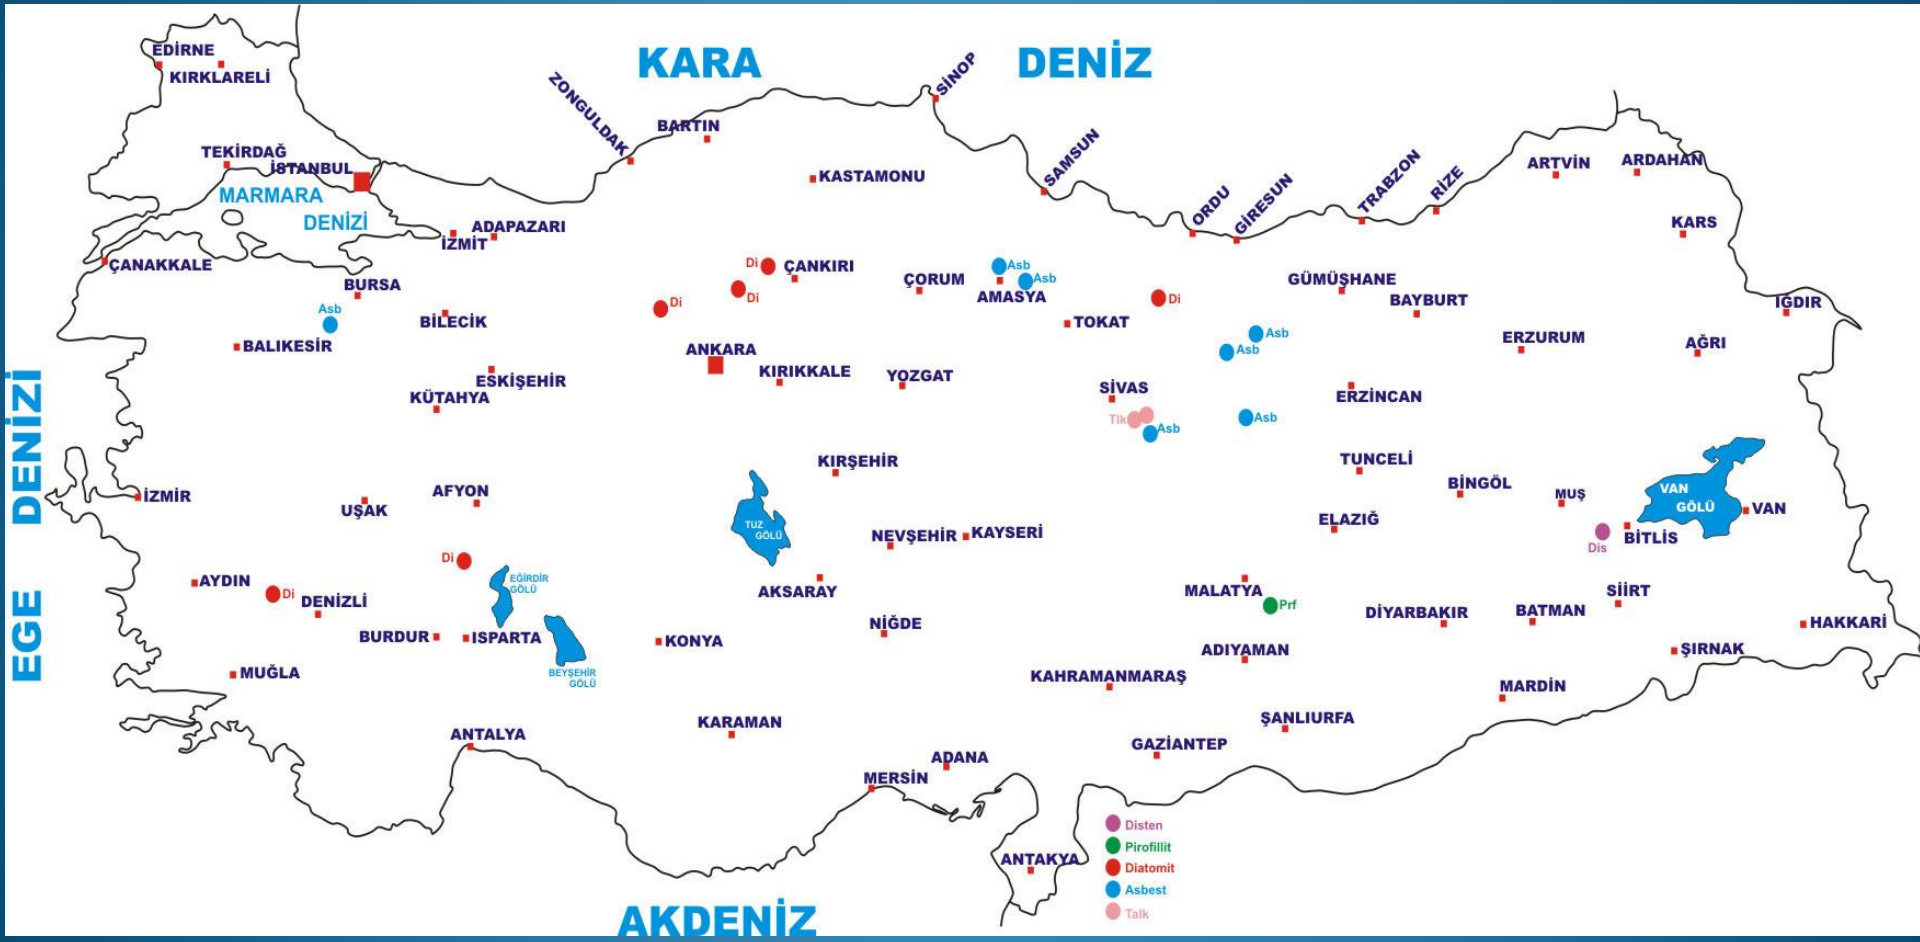 KARA DENİZ
EDİRNE
KIRKLARELİ
SİNOP
ZONGULDAK
BARTIN
TEKİRDAĞ
İSTANBUL
MARMARA
DENİZİ
KASTAMONU
SAMSUN
ORDU
GİRESUN
TRABZON
RİZE
ARTVİN
ARDAHAN
KARS
ADAPAZARI
İZMİT
ÇANAKKALE
BURSA
Asb
BİLECİK
BALIKESİR
Di
ÇANKIRI
Di
Di
ÇORUM
Asb
Asb
AMASYA
TOKAT
Di
GÜMÜŞHANE
BAYBURT
IĞDIR
ERZURUM
AĞRI
Asb
Asb
ANKARA
KIRIKKALE
YOZGAT
ESKİŞEHİR
KÜTAHYA
SİVAS
Tlk
Asb
Asb
ERZİNCAN
EGE DENİZİ
İZMİR
UŞAK
AFYON
KIRŞEHİR
TUZ
GÖLÜ
NEVŞEHİR
KAYSERİ
TUNCELİ
BİNGÖL
ELAZIĞ
MUŞ
VAN
GÖLÜ
VAN
BİTLİS
Dis
AYDIN
Di
DENİZLİ
Di
EĞİRDİR
GÖLÜ
BURDUR
ISPARTA
BEYŞEHİR
GÖLÜ
AKSARAY
NİĞDE
KONYA
MALATYA
Prf
DİYARBAKIR
BATMAN
SİİRT
HAKKARİ
ŞIRNAK
ADIYAMAN
KAHRAMANMARAŞ
MARDİN
MUĞLA
ANTALYA
KARAMAN
ŞANLIURFA
GAZİANTEP
ADANA
MERSİN
ANTAKYA
Disten
Pirofillit
Diatomit
Asbest
Talk
AKDENİZ